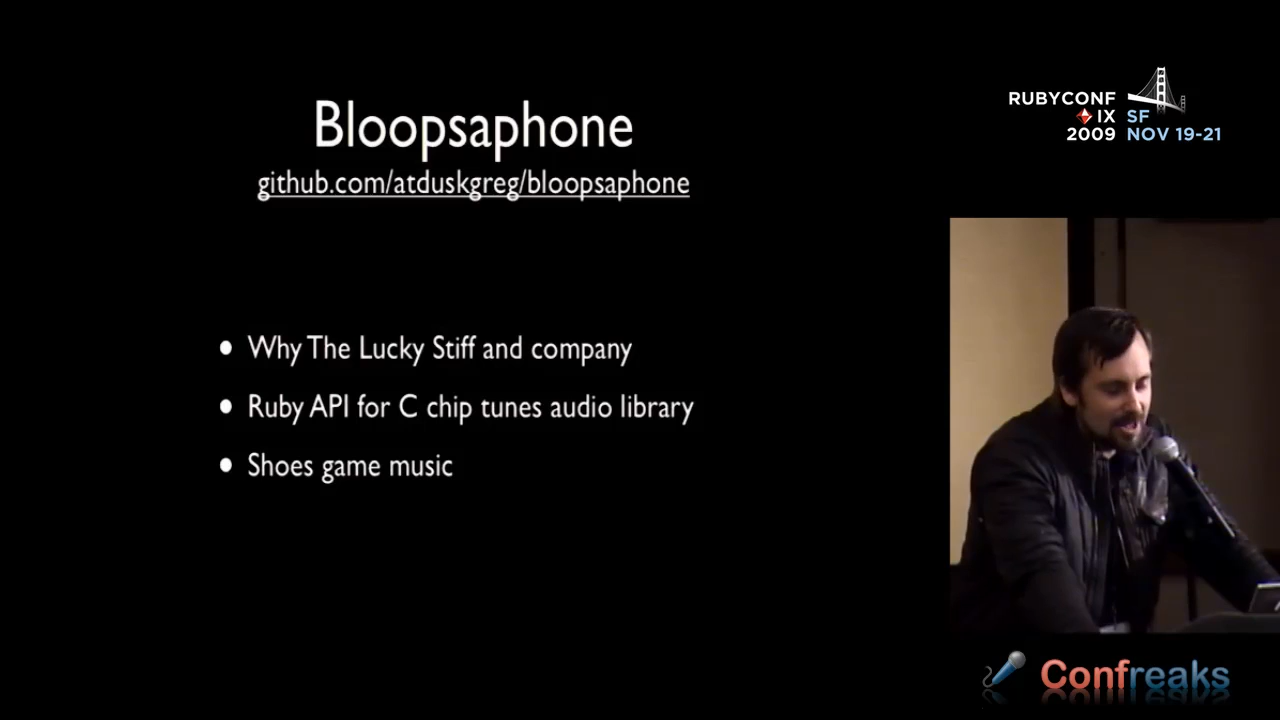 Bloopsaphone
github.com/atduskgreg/bloopsaphone
Why The Lucky Stiff and company
Ruby API for C chip tunes audio library
Shoes game music
RUBYCONF
IX SF
2009 NOV 19-21
Confreaks